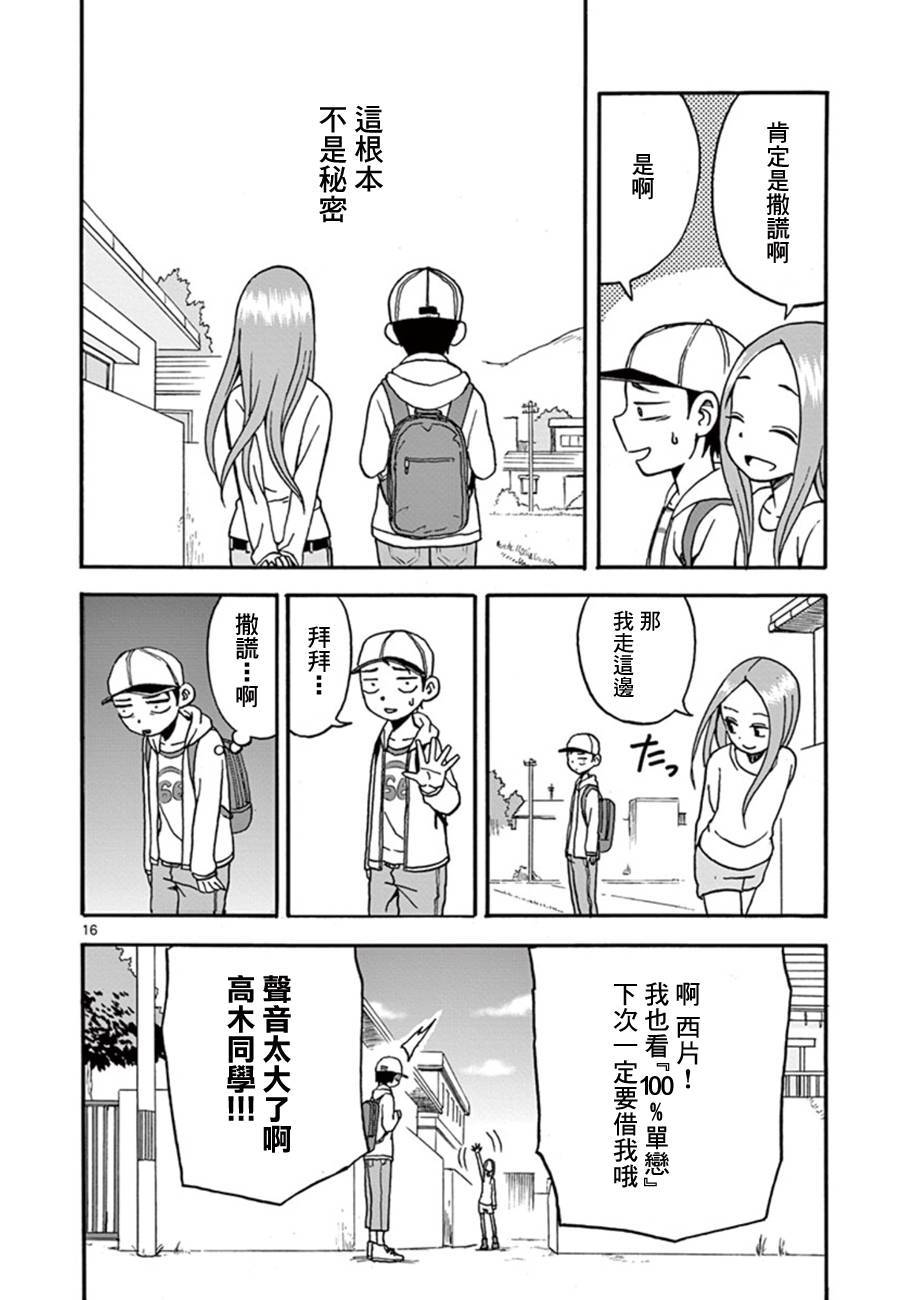 肯定是撒謊啊
是啊
這根本
不是秘密
那
我走這邊
たっ
拜拜…
撒謊…啊
啊 西片！
我也看『100%單戀』
下次一定要借我哦
聲音太大了啊
高木同學!!!
16